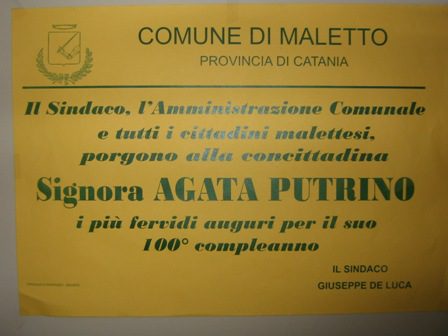 COMUNE DI MALETTO
PROVINCIA DI CATANIA
Il Sindaco, l'Amministrazione Comunale
e tutti i cittadini malettesi,
porgono alla concittadina
Signora AGATA PUTRINO
i più fervidi auguri per il suo
100° compleanno
IL SINDACO
GIUSEPPE DE LUCA